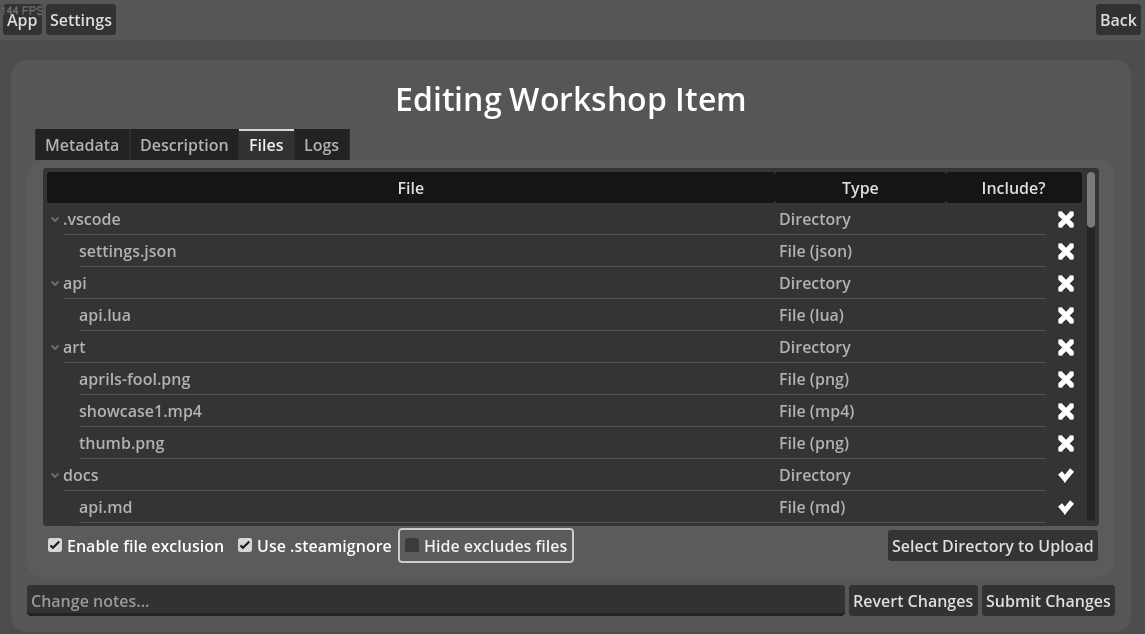 144 FPS
App Settings Back
Editing Workshop Item
Metadata Description Files Logs
File Type Include?
.vscode Directory
settings.json File (json)
api Directory
api.lua File (lua)
art Directory
aprils-fool.png File (png)
showcase1.mp4 File (mp4)
thumb.png File (png)
docs Directory
api.md File (md)
Enable file exclusion Use .steamignore Hide excludes files Select Directory to Upload
Change notes... Revert Changes Submit Changes